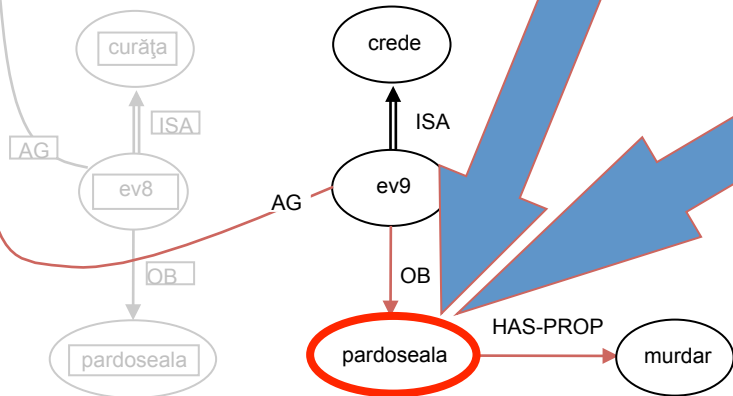 curăţa
crede
ISA
ISA
AG
ev8
ev9
AG
OB
OB
HAS-PROP
pardoseala
pardoseala
murdar